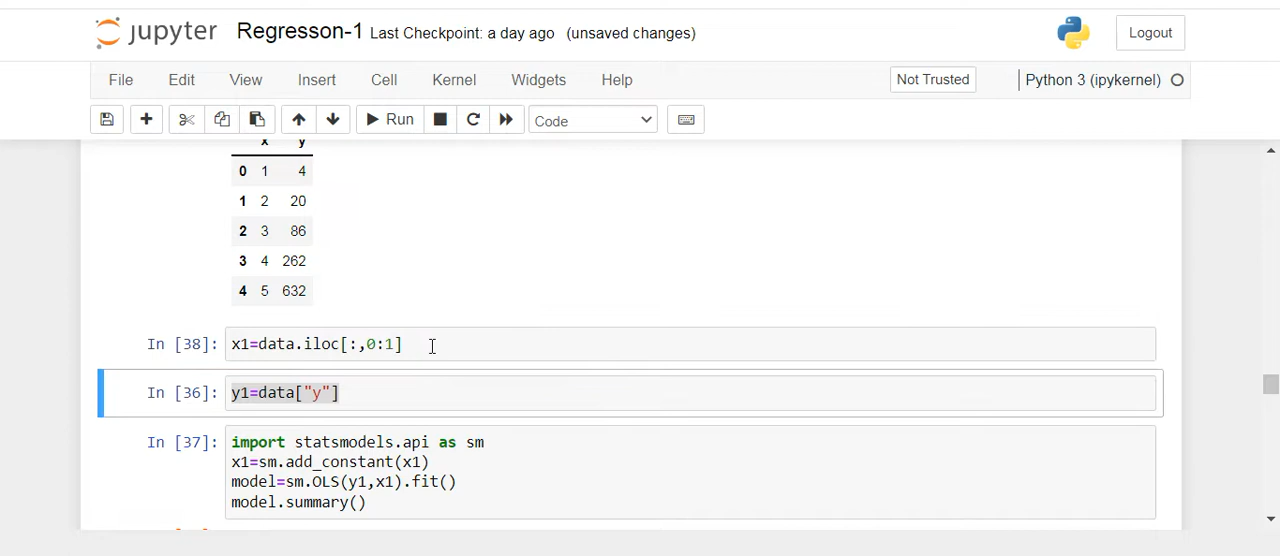 jupyter Regresson-1 Last Checkpoint: a day ago (unsaved changes) Logout
File Edit View Insert Cell Kernel Widgets Help Not Trusted Python 3 (ipykernel)
Run Code
x y
0 1 4
1 2 20
2 3 86
3 4 262
4 5 632
In [38]: x1=data.iloc[:,0:1]
In [36]: y1=data["y"]
In [37]: import statsmodels.api as sm
x1=sm.add_constant(x1)
model=sm.OLS(y1,x1).fit()
model.summary()